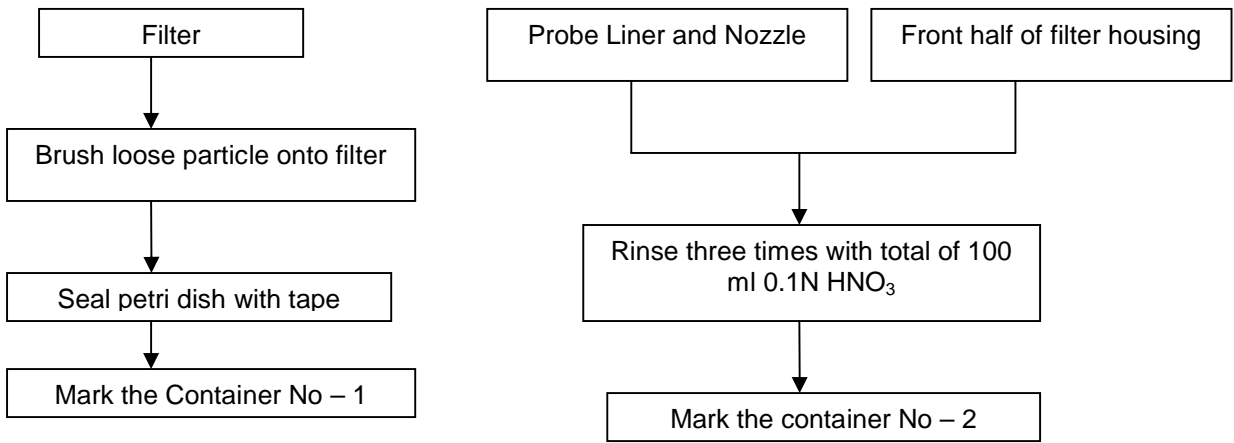 Filter
Brush loose particle onto filter
Seal petri dish with tape
Mark the Container No – 1
Probe Liner and Nozzle
Front half of filter housing
Rinse three times with total of 100
ml 0.1N HNO₃
Mark the container No – 2